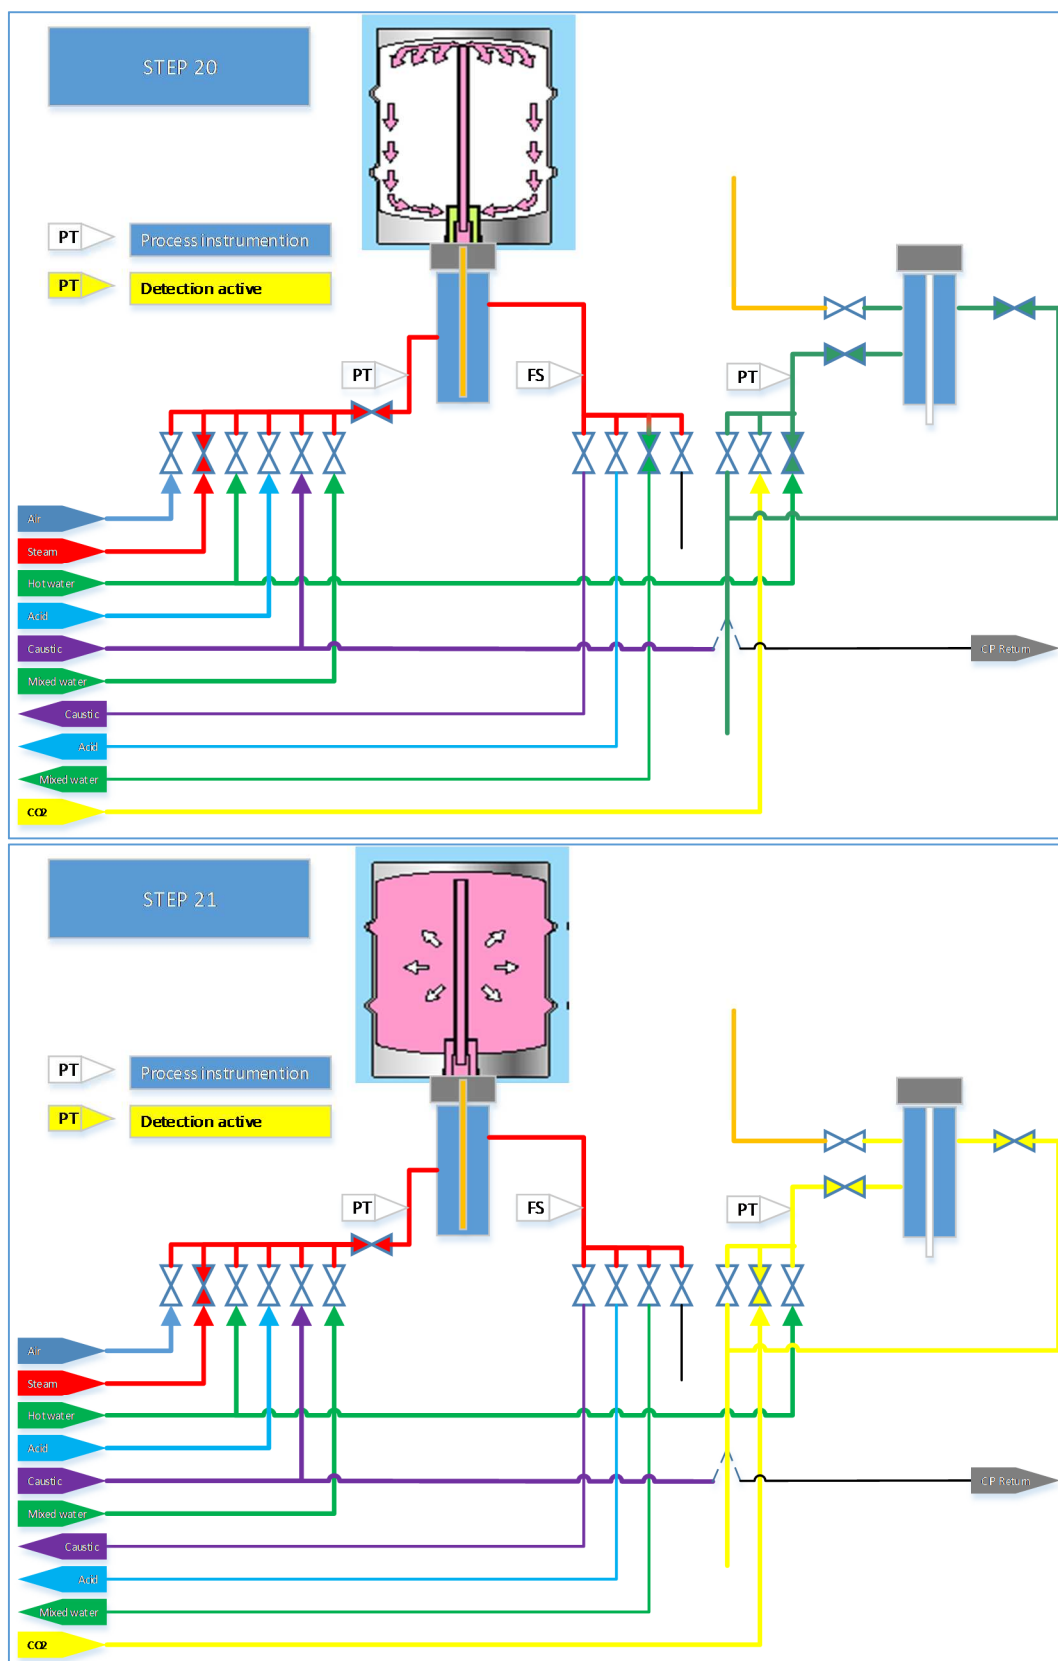 STEP 20
PT
Process instrumention
PT
Detection active
PT
FS
PT
Air
Steam
Hot water
Acid
Caustic
Mixed water
CIP Return
Caustic
Acid
Mixed water
CO2
STEP 21
PT
Process instrumention
PT
Detection active
PT
FS
PT
Air
Steam
Hot water
Acid
Caustic
Mixed water
CIP Return
Caustic
Acid
Mixed water
CO2